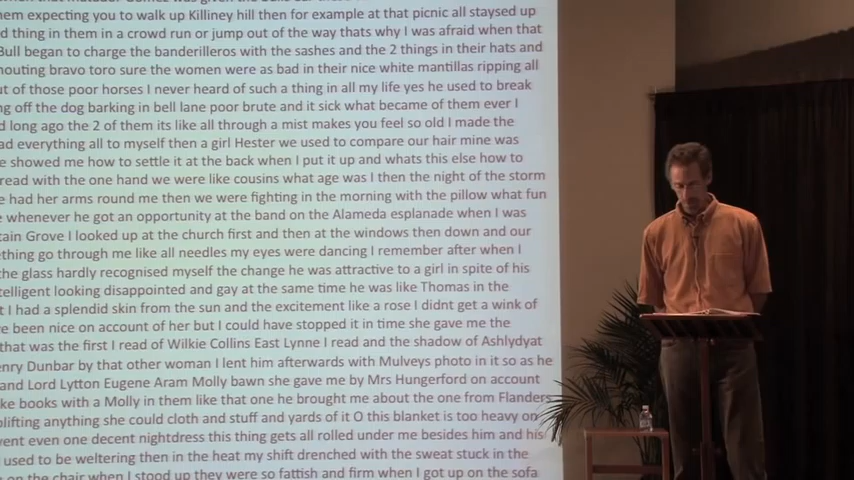 em expecting you to walk up Killiney hill then for example at that picnic all staysed up
d thing in them in a crowd run or jump out of the way thats why I was afraid when that
Bull began to charge the banderilleros with the sashes and the 2 things in their hats and
outing bravo toro sure the women were as bad in their nice white mantillas ripping all
ut of those poor horses I never heard of such a thing in all my life yes he used to break
g off the dog barking in bell lane poor brute and it sick what became of them ever I
d long ago the 2 of them its like all through a mist makes you feel so old I made the
ad everything all to myself then a girl Hester we used to compare our hair mine was
e showed me how to settle it at the back when I put it up and whats this else how to
read with the one hand we were like cousins what age was I then the night of the storm
e had her arms round me then we were fighting in the morning with the pillow what fun
whenever he got an opportunity at the band on the Alameda esplanade when I was
tain Grove I looked up at the church first and then at the windows then down and our
thing go through me like all needles my eyes were dancing I remember after when I
he glass hardly recognised myself the change he was attractive to a girl in spite of his
telligent looking disappointed and gay at the same time he was like Thomas in the
I had a splendid skin from the sun and the excitement like a rose I didnt get a wink of
e been nice on account of her but I could have stopped it in time she gave me the
hat was the first I read of Wilkie Collins East Lynne I read and the shadow of Ashlydyat
nry Dunbar by that other woman I lent him afterwards with Mulveys photo in it so as he
and Lord Lytton Eugene Aram Molly bawn she gave me by Mrs Hungerford on account
ke books with a Molly in them like that one he brought me about the one from Flanders
lifting anything she could cloth and stuff and yards of it O this blanket is too heavy on
ent even one decent nightdress this thing gets all rolled under me besides him and his
used to be weltering then in the heat my shift drenched with the sweat stuck in the
on the chair when I stood up they were so fattish and firm when I got up on the sofa